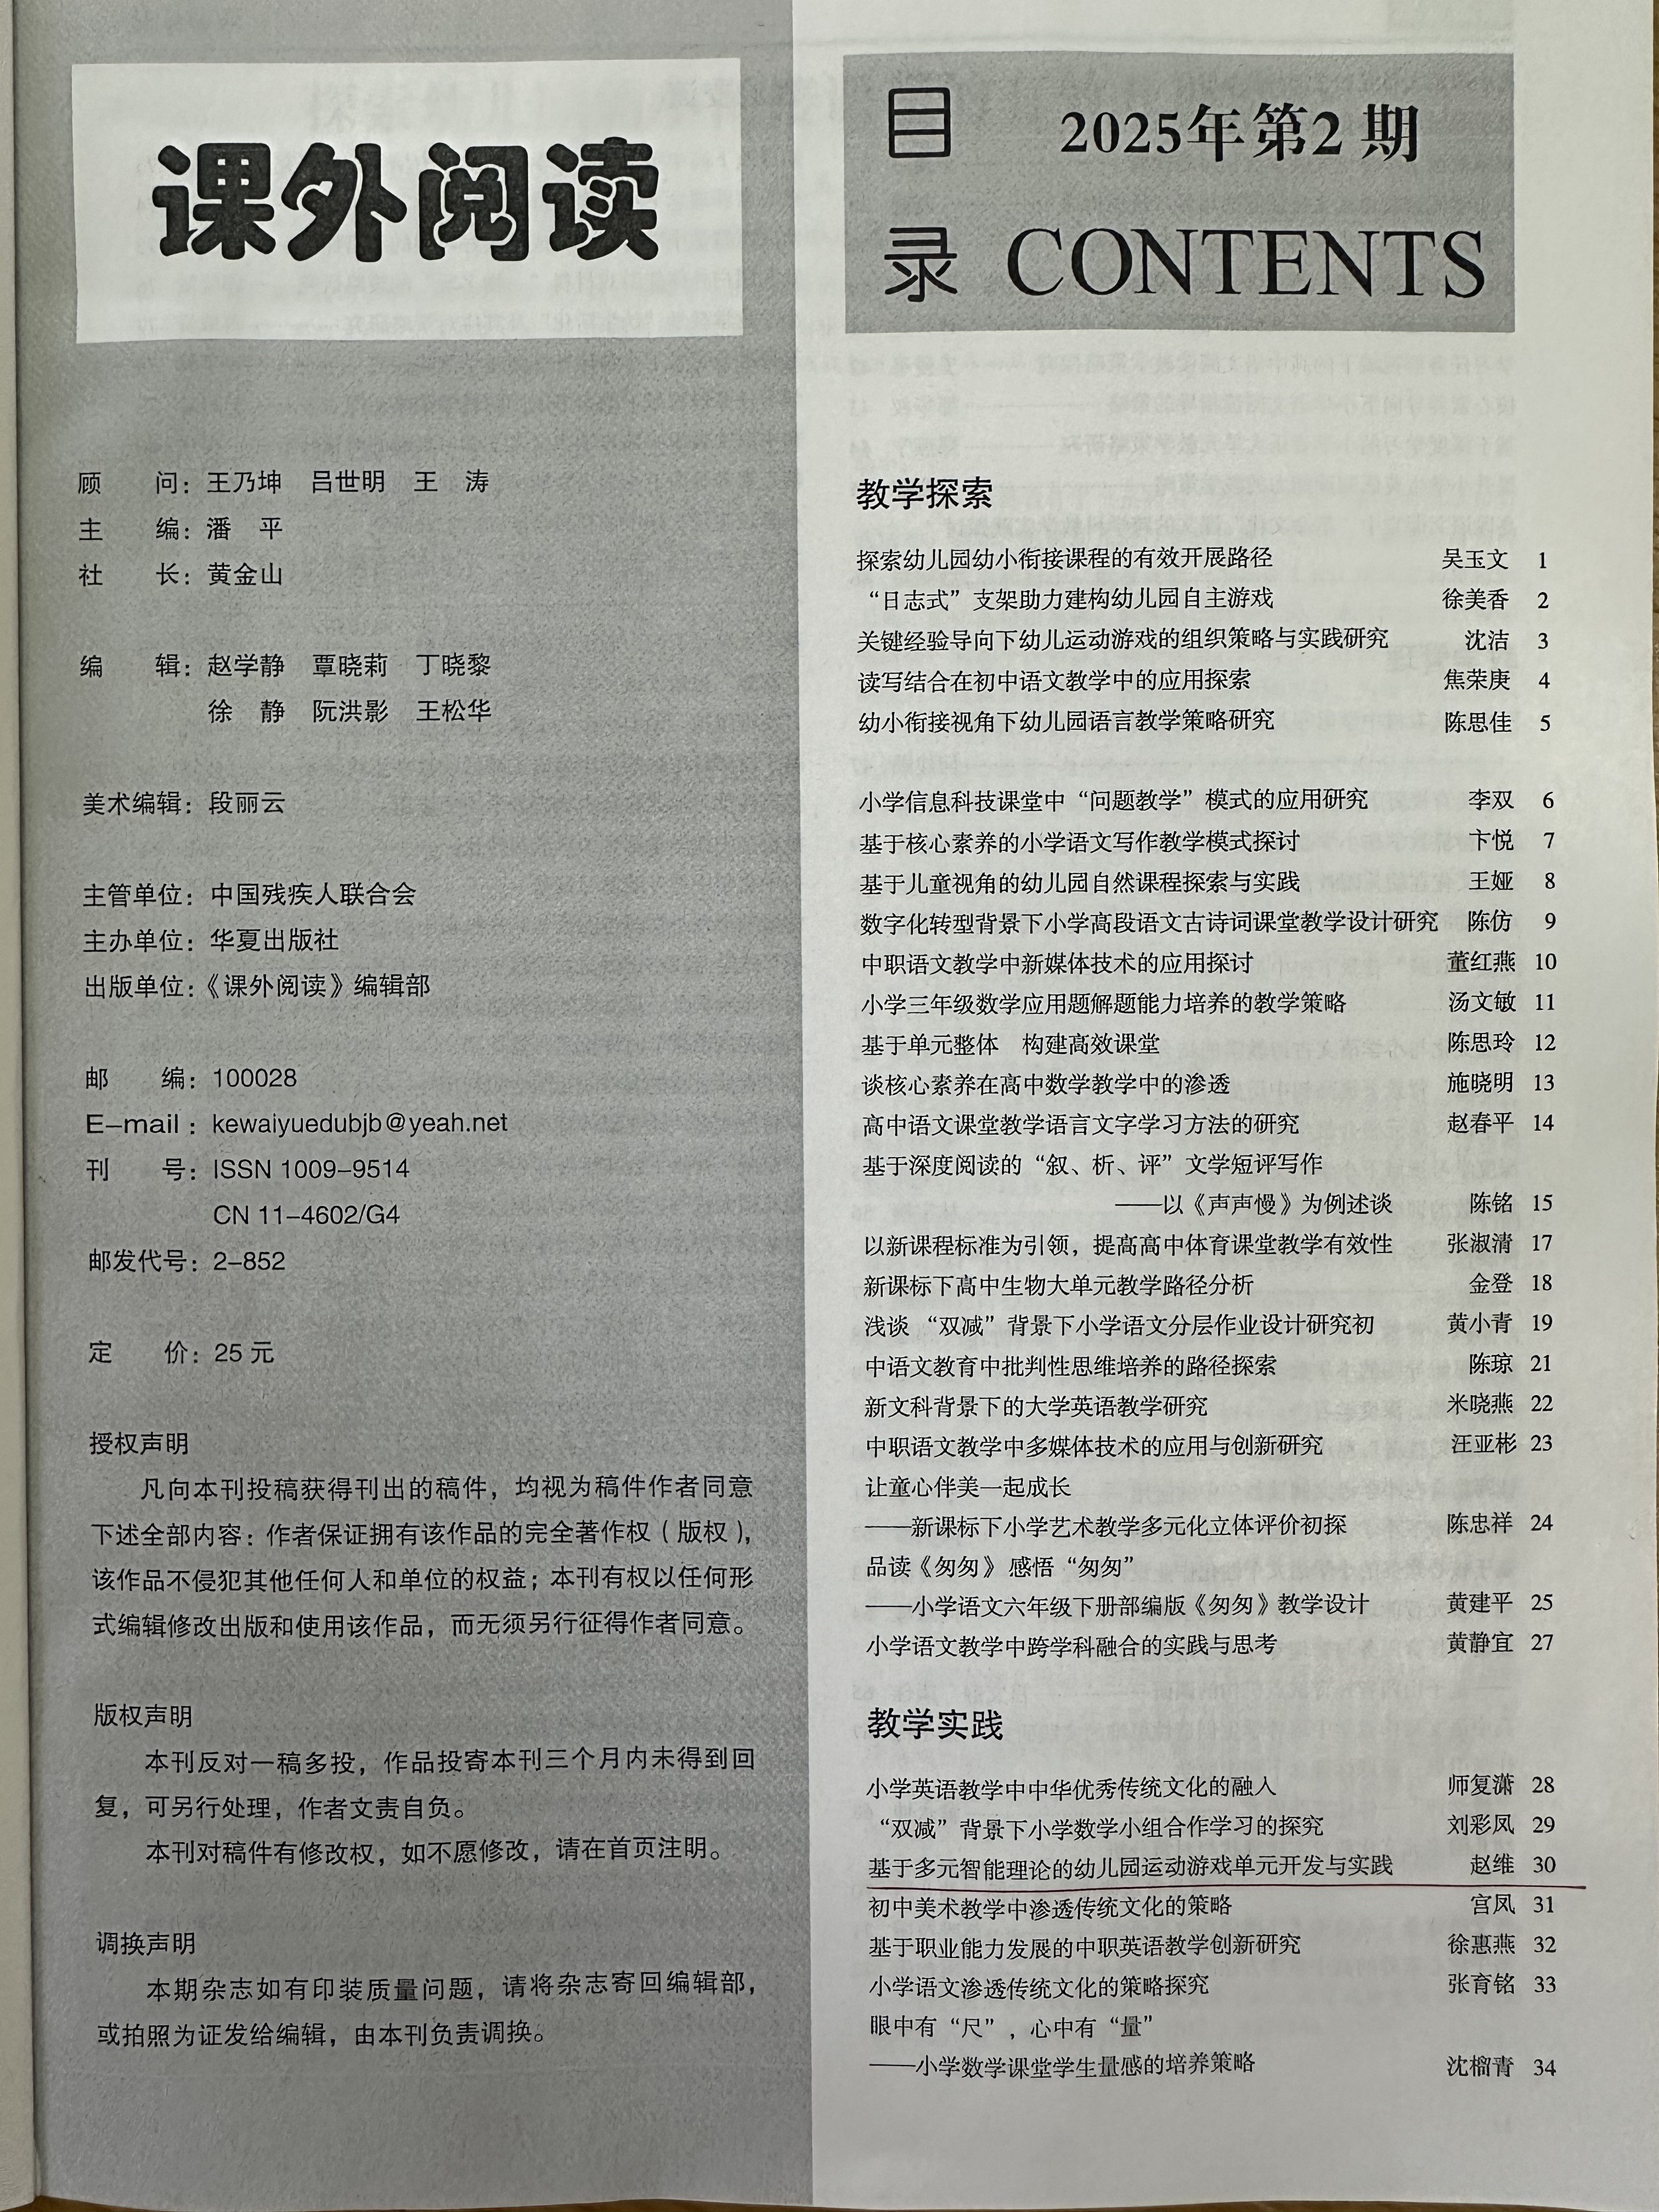 课外阅读
顾　　问：王乃坤　吕世明　王　涛
主　　编：潘　平
社　　长：黄金山
编　　辑：赵学静　覃晓莉　丁晓黎
徐　静　阮洪影　王松华
美术编辑：段丽云
主管单位：中国残疾人联合会
主办单位：华夏出版社
出版单位：《课外阅读》编辑部
邮　　编：100028
E-mail：kewaiyuedubjb@yeah.net
刊　　号：ISSN 1009-9514
CN 11-4602/G4
邮发代号：2-852
定　　价：25 元
授权声明
凡向本刊投稿获得刊出的稿件，均视为稿件作者同意
下述全部内容：作者保证拥有该作品的完全著作权（版权），
该作品不侵犯其他任何人和单位的权益；本刊有权以任何形
式编辑修改出版和使用该作品，而无须另行征得作者同意。
版权声明
本刊反对一稿多投，作品投寄本刊三个月内未得到回
复，可另行处理，作者文责自负。
本刊对稿件有修改权，如不愿修改，请在首页注明。
调换声明
本期杂志如有印装质量问题，请将杂志寄回编辑部，
或拍照为证发给编辑，由本刊负责调换。
目 2025年第2期
录 CONTENTS
教学探索
探索幼儿园幼小衔接课程的有效开展路径 吴玉文 1
“日志式”支架助力建构幼儿园自主游戏 徐美香 2
关键经验导向下幼儿运动游戏的组织策略与实践研究 沈洁 3
读写结合在初中语文教学中的应用探索 焦荣庚 4
幼小衔接视角下幼儿园语言教学策略研究 陈思佳 5
小学信息科技课堂中“问题教学”模式的应用研究 李双 6
基于核心素养的小学语文写作教学模式探讨 卞悦 7
基于儿童视角的幼儿园自然课程探索与实践 王娅 8
数字化转型背景下小学高段语文古诗词课堂教学设计研究 陈仿 9
中职语文教学中新媒体技术的应用探讨 董红燕 10
小学三年级数学应用题解题能力培养的教学策略 汤文敏 11
基于单元整体　构建高效课堂 陈思玲 12
谈核心素养在高中数学教学中的渗透 施晓明 13
高中语文课堂教学语言文字学习方法的研究 赵春平 14
基于深度阅读的“叙、析、评”文学短评写作
——以《声声慢》为例述谈 陈铭 15
以新课程标准为引领，提高高中体育课堂教学有效性 张淑清 17
新课标下高中生物大单元教学路径分析 金登 18
浅谈 “双减”背景下小学语文分层作业设计研究初 黄小青 19
中语文教育中批判性思维培养的路径探索 陈琼 21
新文科背景下的大学英语教学研究 米晓燕 22
中职语文教学中多媒体技术的应用与创新研究 汪亚彬 23
让童心伴美一起成长
——新课标下小学艺术教学多元化立体评价初探 陈忠祥 24
品读《匆匆》感悟“匆匆”
——小学语文六年级下册部编版《匆匆》教学设计 黄建平 25
小学语文教学中跨学科融合的实践与思考 黄静宜 27
教学实践
小学英语教学中中华优秀传统文化的融入 师复潇 28
“双减”背景下小学数学小组合作学习的探究 刘彩凤 29
基于多元智能理论的幼儿园运动游戏单元开发与实践 赵维 30
初中美术教学中渗透传统文化的策略 宫凤 31
基于职业能力发展的中职英语教学创新研究 徐惠燕 32
小学语文渗透传统文化的策略探究 张育铭 33
眼中有“尺”，心中有“量”
——小学数学课堂学生量感的培养策略 沈榴青 34